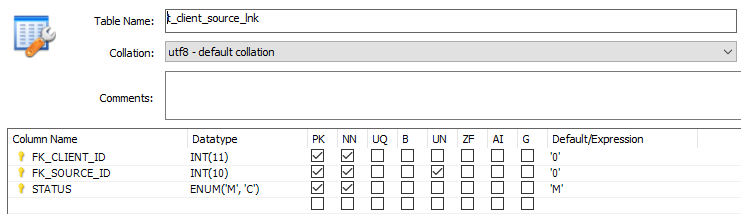 Table Name: t_client_source_lnk
Collation: utf8 - default collation
Comments:
Column Name Datatype PK NN UQ B UN ZF AI G Default/Expression
FK_CLIENT_ID INT(11) '0'
FK_SOURCE_ID INT(10) '0'
STATUS ENUM('M', 'C') 'M'